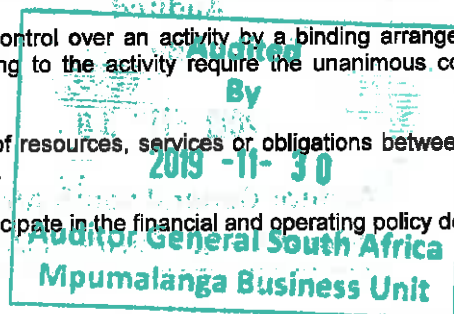 ontrol over an activity by a binding arrange
Audited
ng to the activity require the unanimous co
By
of resources, services or obligations betwee
2019 -11- 30
cipate in the financial and operating policy de
Auditor General South Africa
Mpumalanga Business Unit